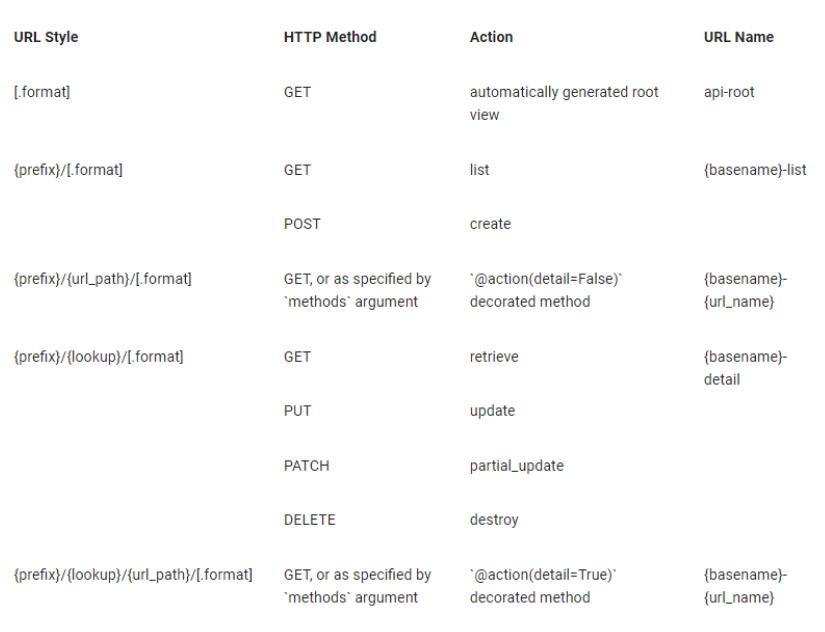 URL Style HTTP Method Action URL Name
[.format] GET automatically generated root api-root
view
{prefix}/[.format] GET list {basename}-list
POST create
{prefix}/{url_path}/[.format] GET, or as specified by `@action(detail=False)` {basename}-
`methods` argument decorated method {url_name}
{prefix}/{lookup}/[.format] GET retrieve {basename}-
detail
PUT update
PATCH partial_update
DELETE destroy
{prefix}/{lookup}/{url_path}/[.format] GET, or as specified by `@action(detail=True)` {basename}-
`methods` argument decorated method {url_name}